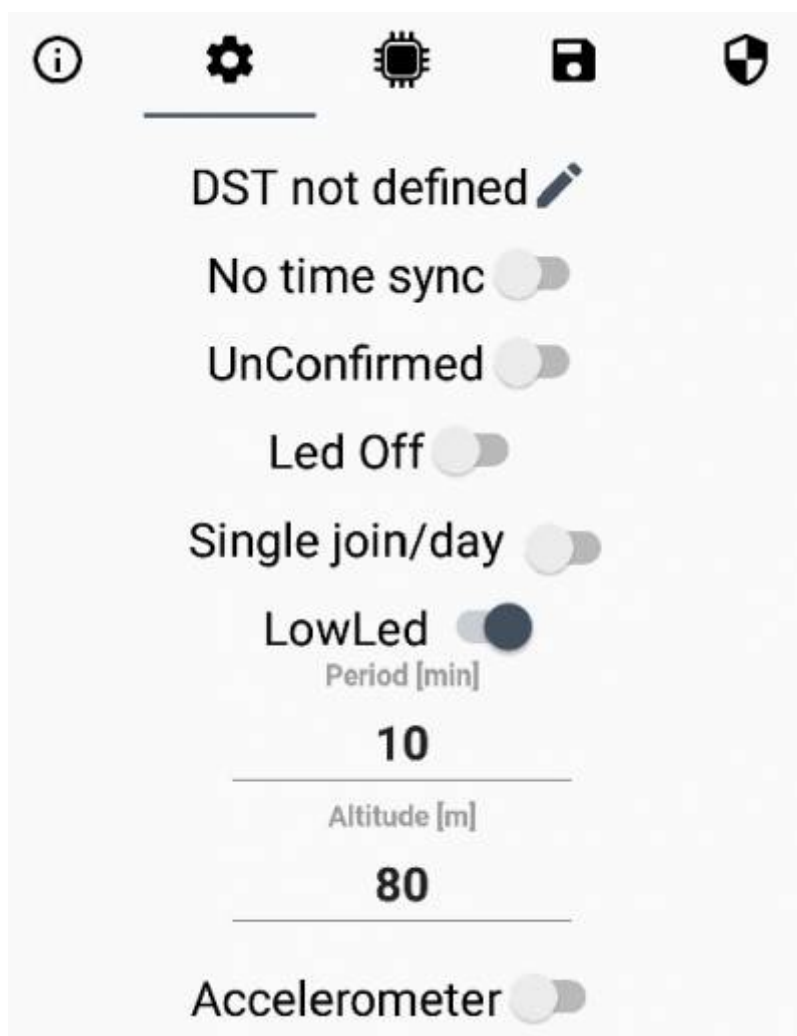 DST not defined
No time sync
UnConfirmed
Led Off
Single join/day
LowLed
Period [min]
10
Altitude [m]
80
Accelerometer